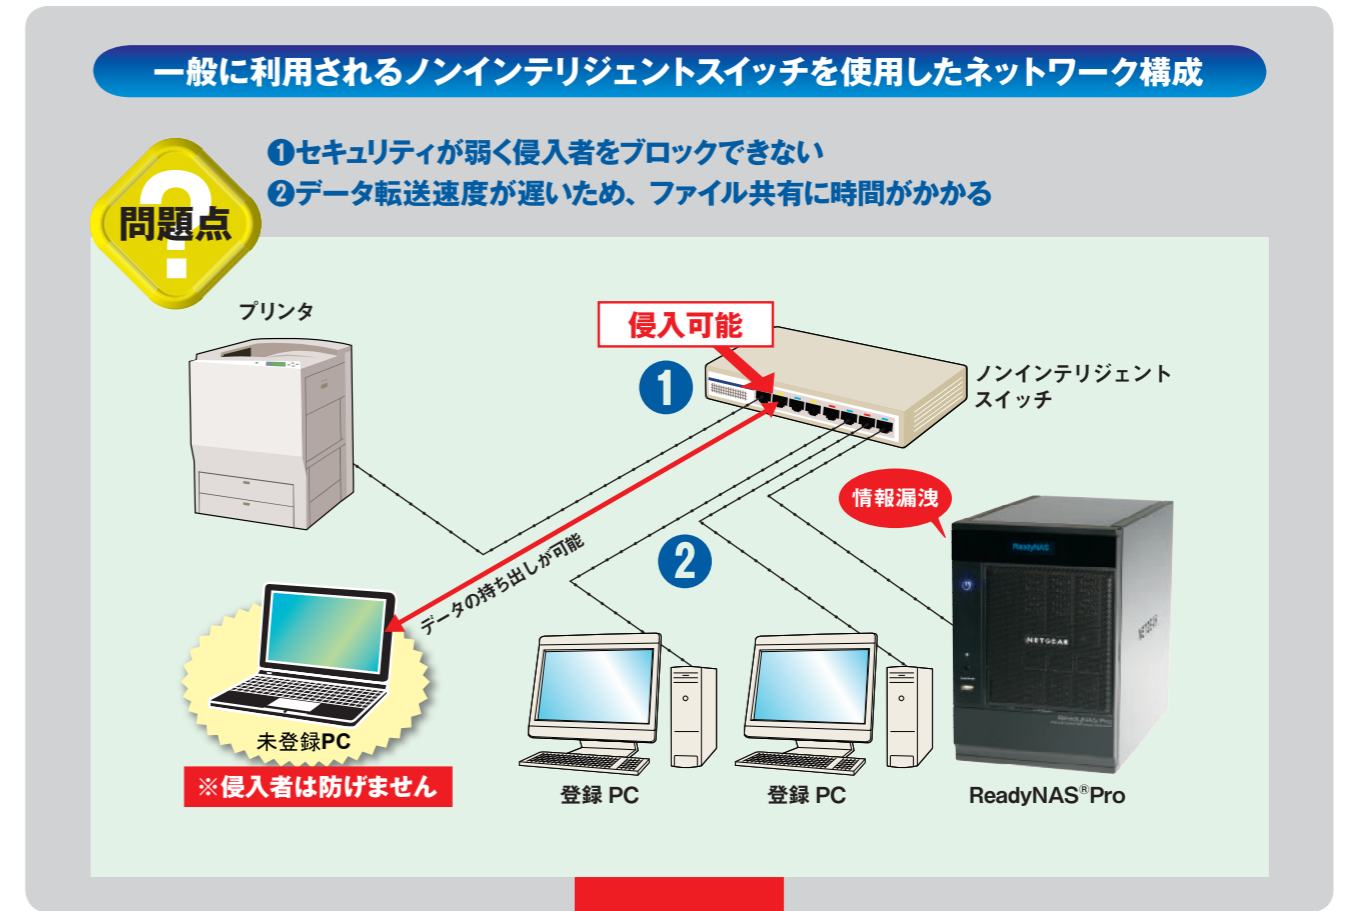 一般に利用されるノンインテリジェントスイッチを使用したネットワーク構成
問題点
❶セキュリティが弱く侵入者をブロックできない
❷データ転送速度が遅いため、ファイル共有に時間がかかる
プリンタ
侵入可能
1
ノンインテリジェント
スイッチ
情報漏洩
2
データの持ち出しが可能
ReadyNAS
NETGEAR
NETGEAR
ReadyNAS Pro
未登録PC
※侵入者は防げません
登録 PC
登録 PC
ReadyNAS®Pro